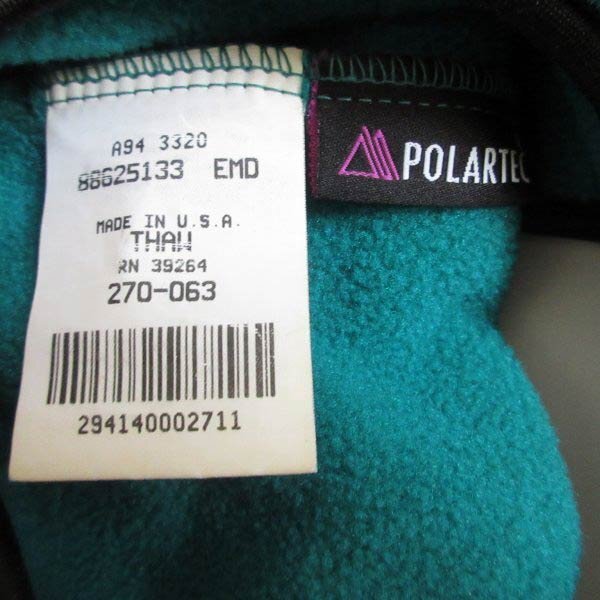 A94 3320
88625133 EMD
MADE IN U.S.A.
THAW
RN 39264
270-063
294140002711
POLARTEC